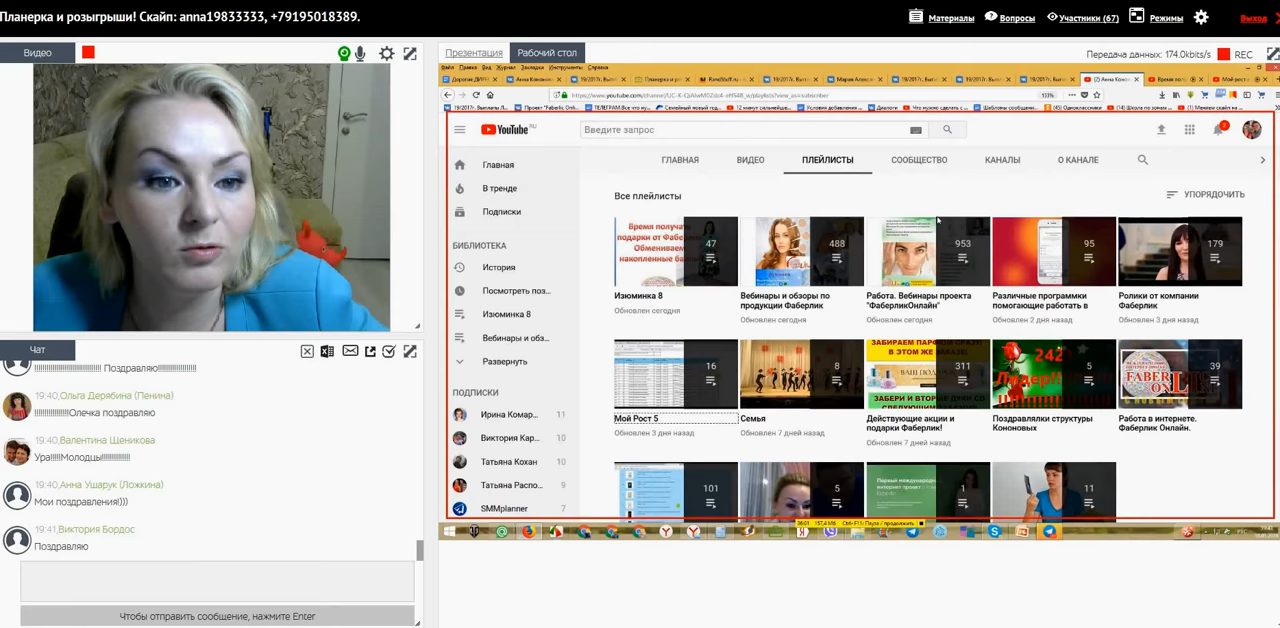 Планерка и розыгрыши! Скайп: anna19833333, +79195018389.
Материалы
Вопросы
Участники (67)
Режимы
Выход
Видео
Презентация
Рабочий стол
Передача данных: 174.0kbits/s
REC
YouTube RU
Введите запрос
Главная
В тренде
Подписки
БИБЛИОТЕКА
История
Посмотреть поз...
Изюминка 8
Вебинары и обз...
Развернуть
ПОДПИСКИ
Ирина Комар... 11
Виктория Кар... 10
Татьяна Кохан 10
Татьяна Распо... 9
SMMplanner 7
ГЛАВНАЯ
ВИДЕО
ПЛЕЙЛИСТЫ
СООБЩЕСТВО
КАНАЛЫ
О КАНАЛЕ
Все плейлисты
УПОРЯДОЧИТЬ
47
488
953
95
179
Изюминка 8
Обновлен сегодня
Вебинары и обзоры по
продукции Фаберлик
Обновлен сегодня
Работа. Вебинары проекта
"ФаберликОнлайн"
Обновлен сегодня
Различные программки
помогающие работать в
Обновлен 2 дня назад
Ролики от компании
Фаберлик
Обновлен 3 дня назад
16
8
311
5
39
Мой Рост 5
Обновлен 3 дня назад
Семья
Обновлен 7 дней назад
Действующие акции и
подарки Фаберлик!
Обновлен 7 дней назад
Поздравлялки структуры
Кононовых
Работа в интернете.
Фаберлик Онлайн.
101
5
1
11
Чат
!!!!!!!!!!!!!!!!!!!!!!!!!!!!!! Поздравляю!!!!!!!!!!!!!!!!!!
19:40, Ольга Дерябина (Пенина)
!!!!!!!!!!!!!!!Олечка поздравляю
19:40, Валентина Щеникова
Ура!!!!!Молодцы!!!!!!!!!!!!!
19:40, Анна Ушарук (Ложкина)
Мои поздравления)))
19:41, Виктория Бордос
Поздравляю
Чтобы отправить сообщение, нажмите Enter